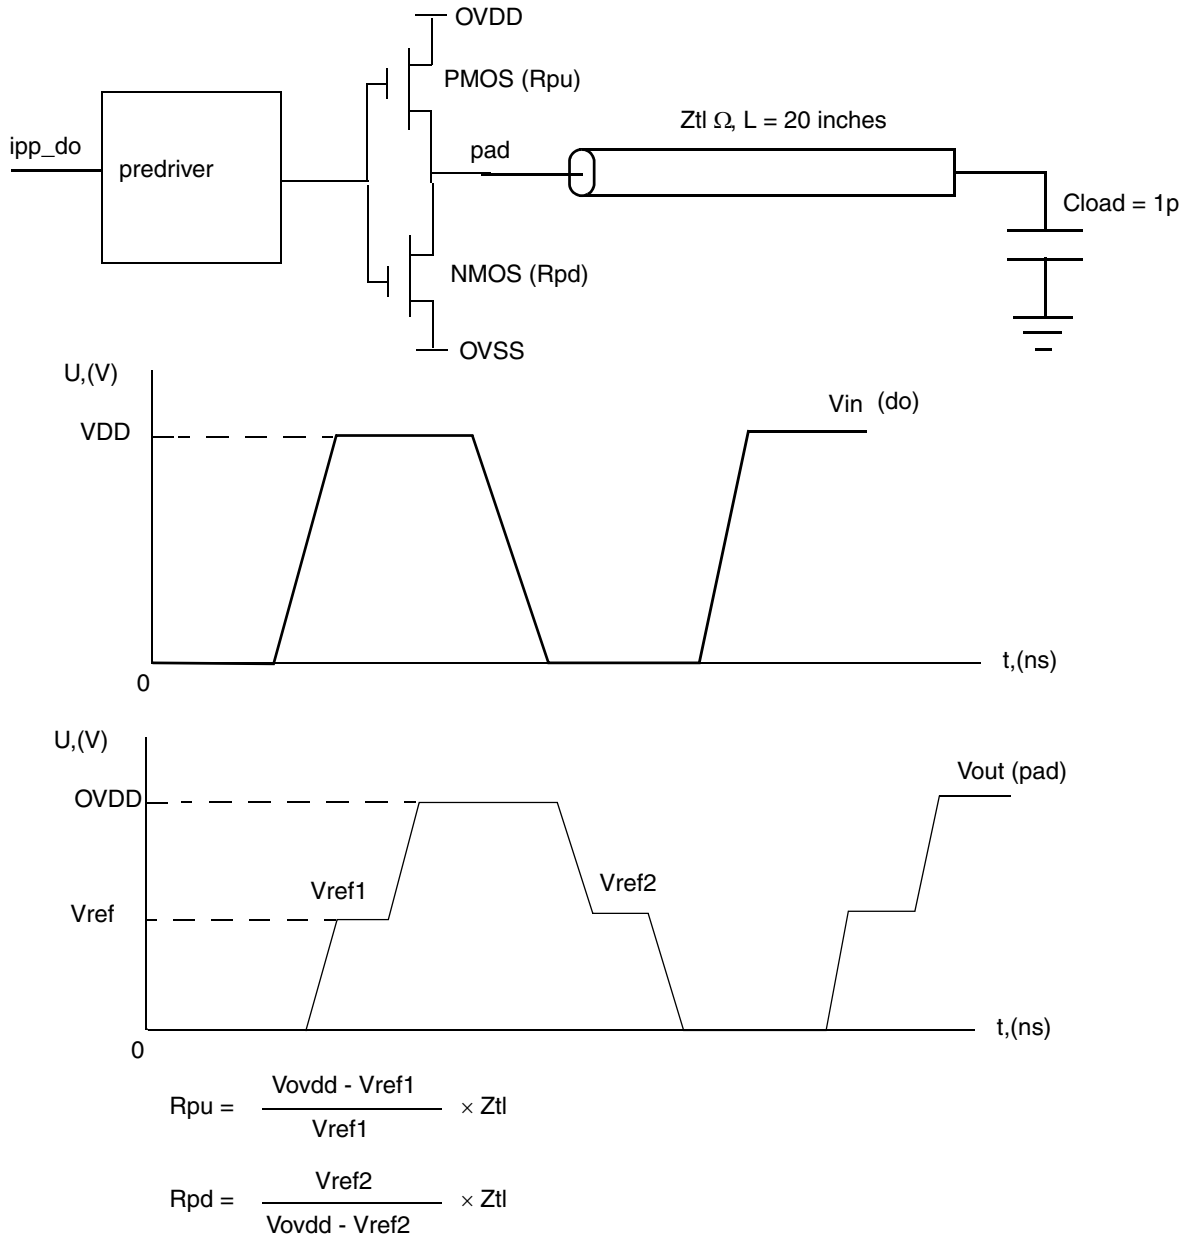 OVDD
PMOS (Rpu)
Ztl Ω, L = 20 inches
ipp_do
predriver
pad
Cload = 1p
NMOS (Rpd)
OVSS
U,(V)
VDD
Vin (do)
t,(ns)
0
U,(V)
OVDD
Vout (pad)
Vref1
Vref2
Vref
t,(ns)
0
Vovdd - Vref1
Rpu = × Ztl
Vref1
Vref2
Rpd = × Ztl
Vovdd - Vref2